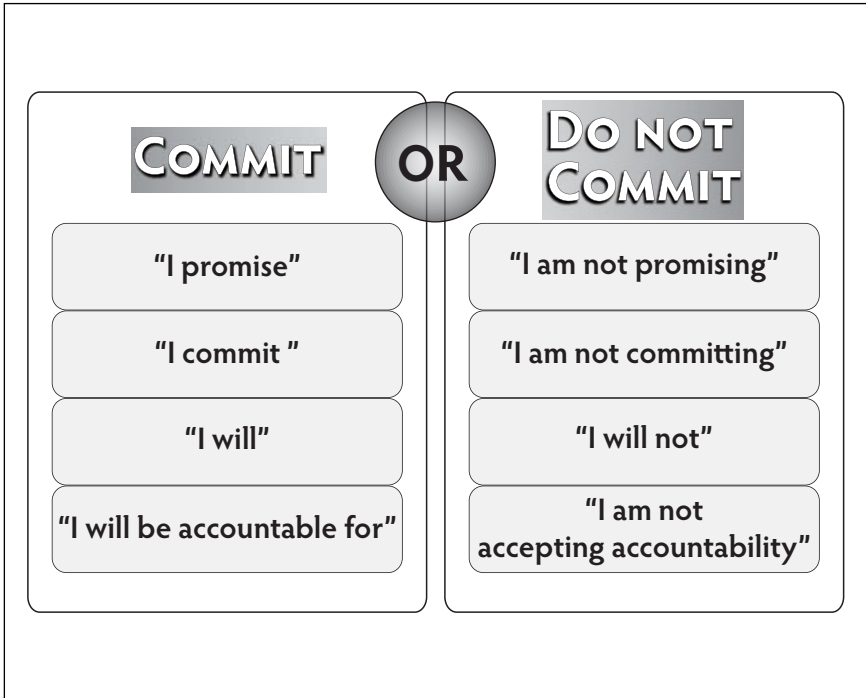 COMMIT
OR
DO NOT
COMMIT
“I promise”
“I commit ”
“I will”
“I will be accountable for”
“I am not promising”
“I am not committing”
“I will not”
“I am not
accepting accountability”